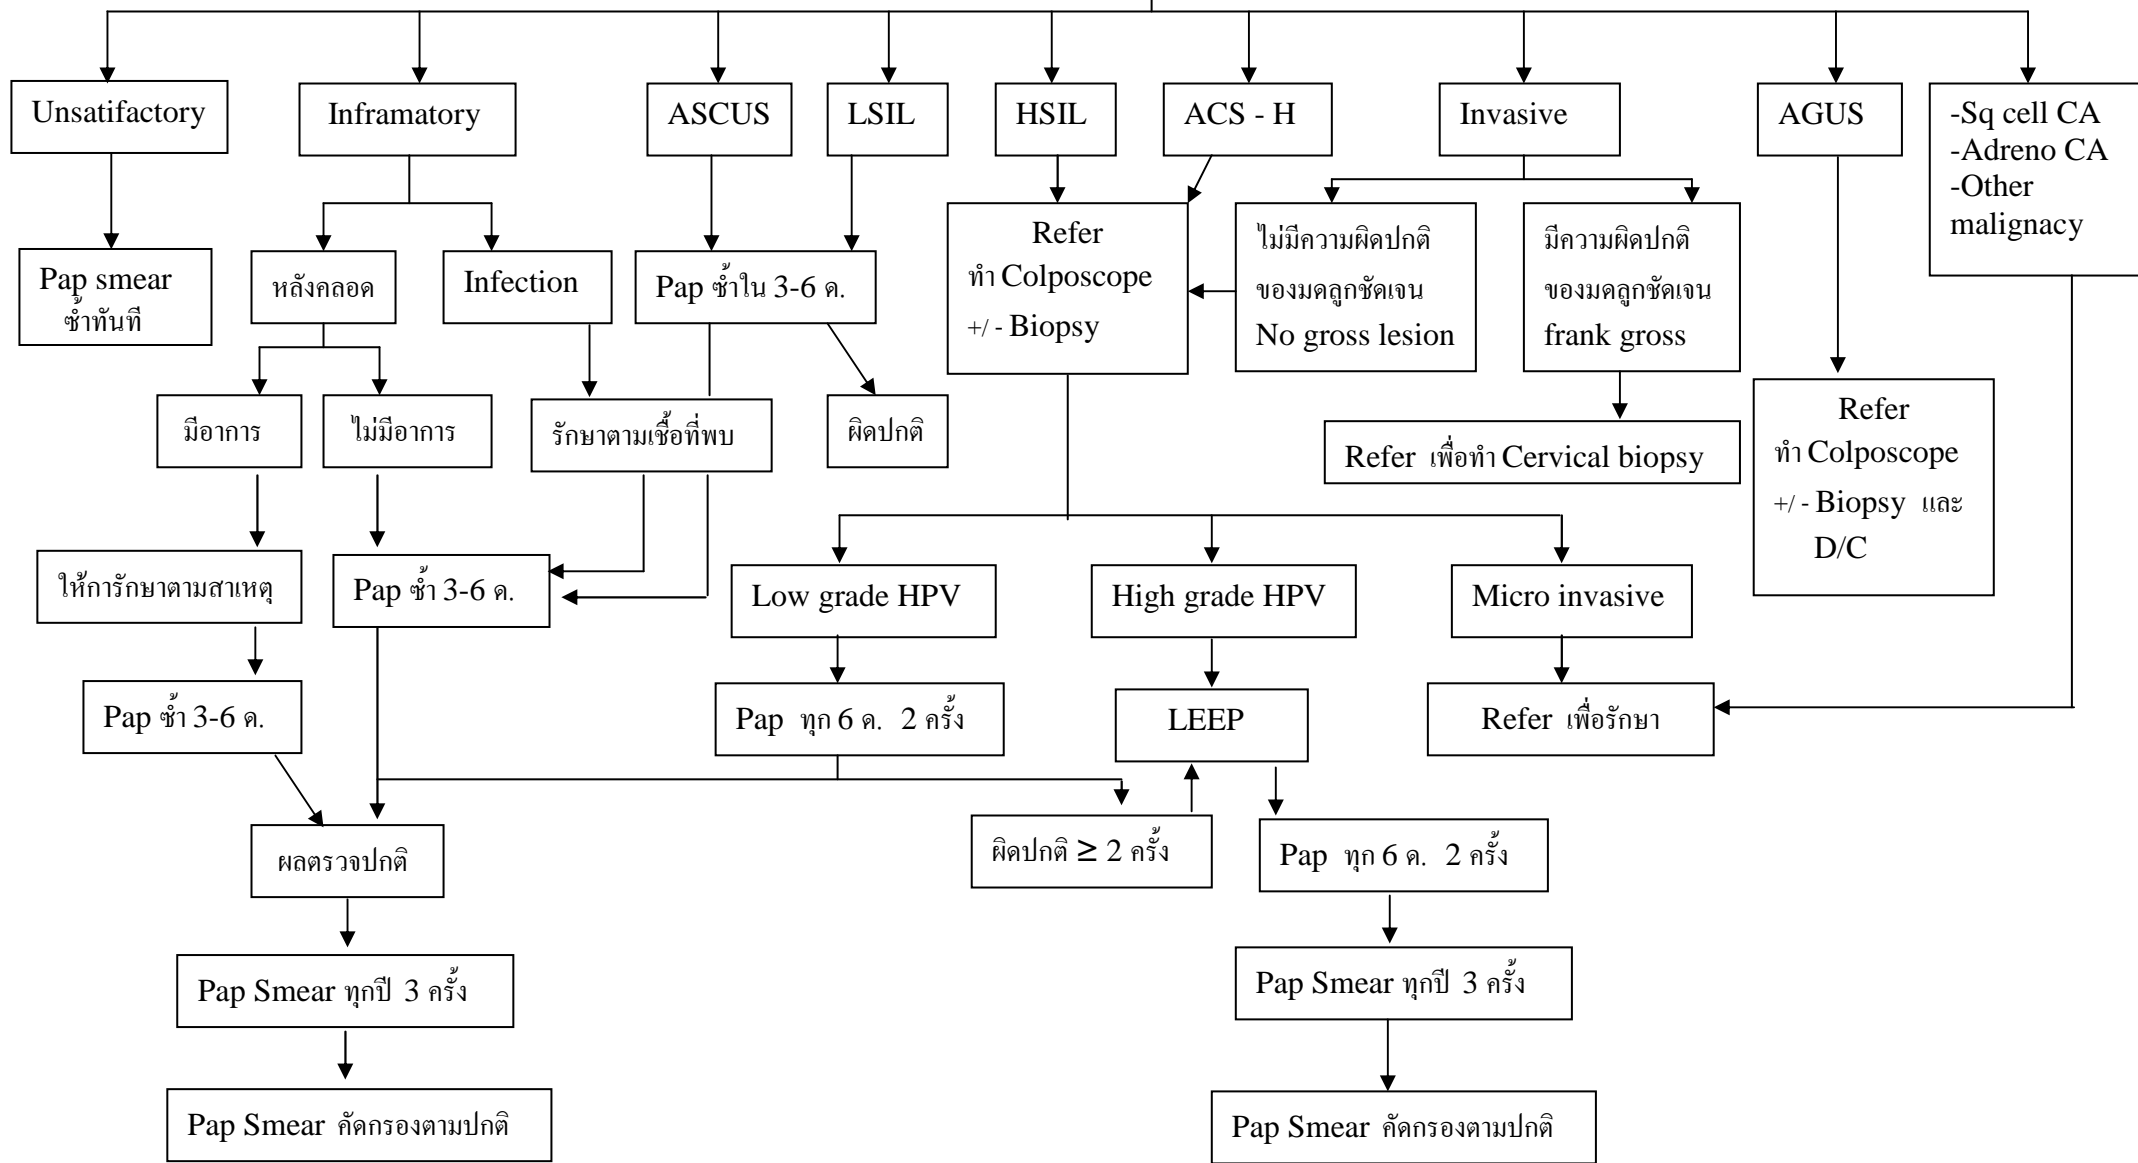 Unsatifactory
Inframatory
ASCUS
LSIL
HSIL
ACS - H
Invasive
AGUS
-Sq cell CA
-Adreno CA
-Other
malignacy
Pap smear
ซ้ำทันที
หลังคลอด
Infection
Pap ซ้ำใน 3-6 ด.
Refer
ทำ Colposcope
+/ - Biopsy
ไม่มีความผิดปกติ
ของมดลูกชัดเจน
No gross lesion
มีความผิดปกติ
ของมดลูกชัดเจน
frank gross
มีอาการ
ไม่มีอาการ
รักษาตามเชื้อที่พบ
ผิดปกติ
Refer เพื่อทำ Cervical biopsy
Refer
ทำ Colposcope
+/ - Biopsy และ
D/C
ให้การักษาตามสาเหตุ
Pap ซ้ำ 3-6 ด.
Low grade HPV
High grade HPV
Micro invasive
Pap ซ้ำ 3-6 ด.
Pap ทุก 6 ด. 2 ครั้ง
LEEP
Refer เพื่อรักษา
ผลตรวจปกติ
ผิดปกติ ≥ 2 ครั้ง
Pap ทุก 6 ด. 2 ครั้ง
Pap Smear ทุกปี 3 ครั้ง
Pap Smear ทุกปี 3 ครั้ง
Pap Smear คัดกรองตามปกติ
Pap Smear คัดกรองตามปกติ